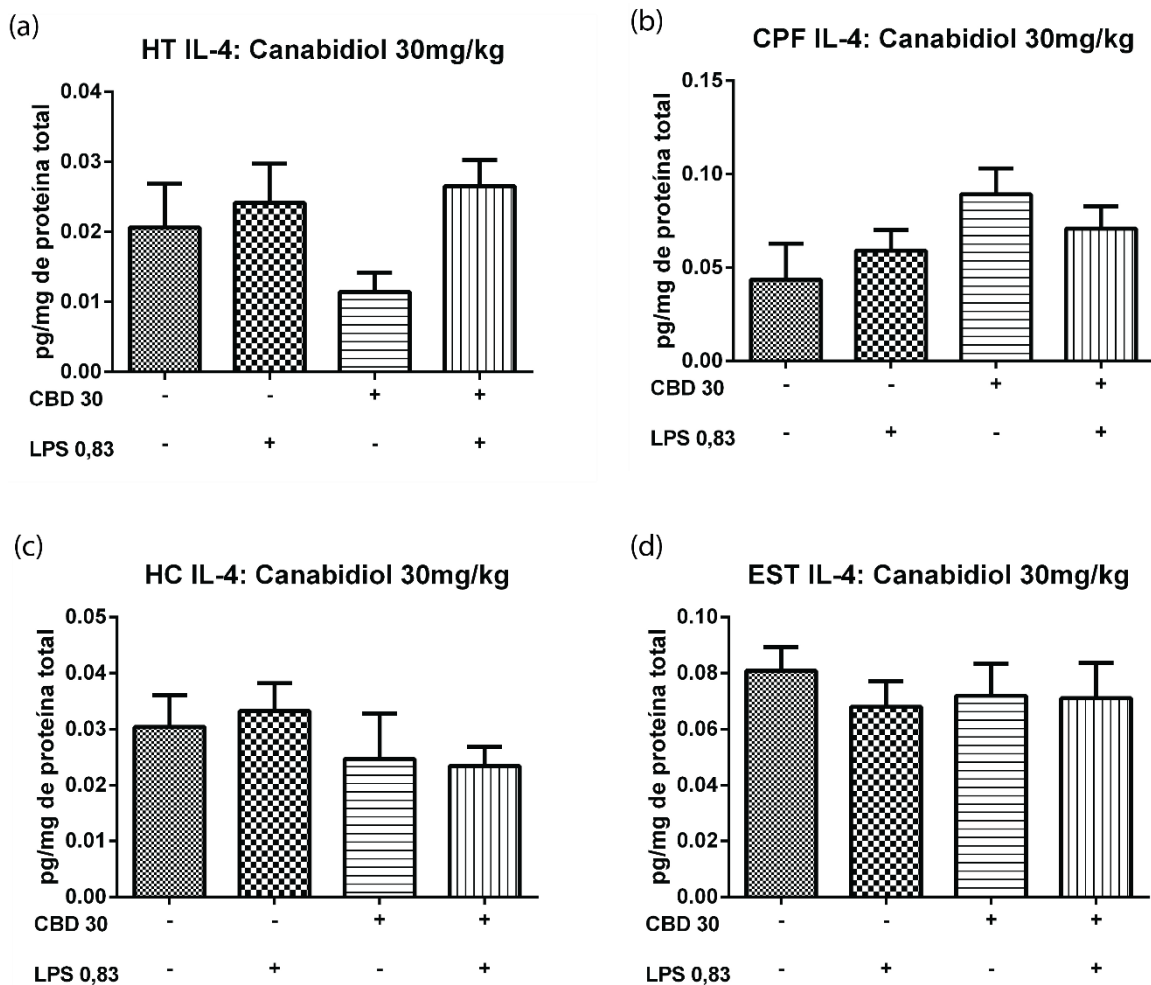 (a)
HT IL-4: Canabidiol 30mg/kg
pg/mg de proteína total
0.04
0.03
0.02
0.01
0.00
CBD 30 - - + +
LPS 0,83 - + - +
(b)
CPF IL-4: Canabidiol 30mg/kg
pg/mg de proteína total
0.15
0.10
0.05
0.00
CBD 30 - - + +
LPS 0,83 - + - +
(c)
HC IL-4: Canabidiol 30mg/kg
pg/mg de proteína total
0.05
0.04
0.03
0.02
0.01
0.00
CBD 30 - - + +
LPS 0,83 - + - +
(d)
EST IL-4: Canabidiol 30mg/kg
pg/mg de proteína total
0.10
0.08
0.06
0.04
0.02
0.00
CBD 30 - - + +
LPS 0,83 - + - +